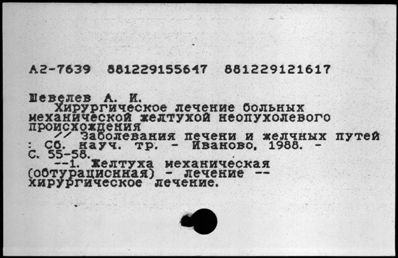 А2-7639 881229155647 881229121617
Шевелев А. И.
Хирургическое лечение больных
механической желтухой неопухолевого
происхождения
// Заболевания печени и желчных путей
: Сб. науч. тр. - Иваново, 1988. -
С. 55-58.
--1. Желтуха механическая
(обтурационная) - лечение --
хирургическое лечение.